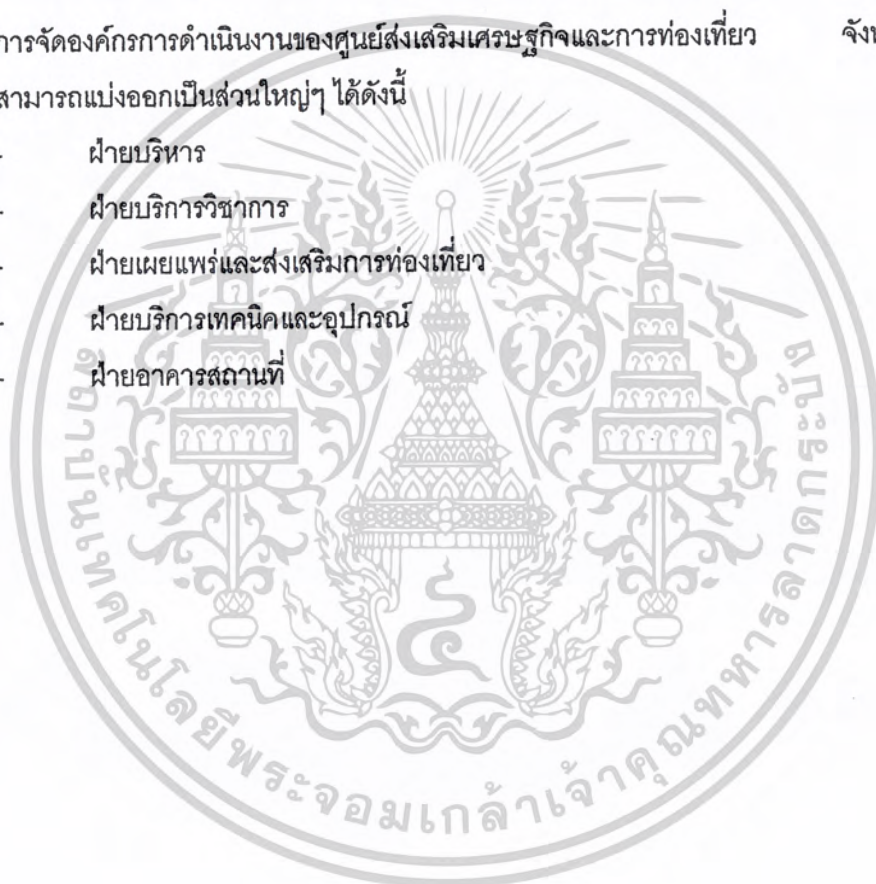 การจัดองค์กรการดำเนินงานของศูนย์ส่งเสริมเศรษฐกิจและการท่องเที่ยว
สามารถแบ่งออกเป็นส่วนใหญ่ๆ ได้ดังนี้
- ฝ่ายบริหาร
- ฝ่ายบริการวิชาการ
- ฝ่ายเผยแพร่และส่งเสริมการท่องเที่ยว
- ฝ่ายบริการเทคนิคและอุปกรณ์
- ฝ่ายอาคารสถานที่
สถาบันเทคโนโลยีพระจอมเกล้าเจ้าคุณทหารลาดกระบัง
๔